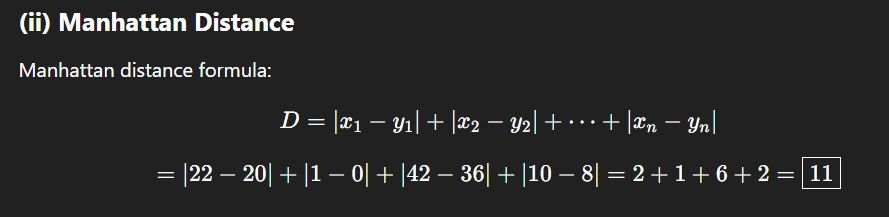 (ii) Manhattan Distance
Manhattan distance formula:
D = |x₁ − y₁| + |x₂ − y₂| + ⋯ + |xₙ − yₙ|
= |22 − 20| + |1 − 0| + |42 − 36| + |10 − 8| = 2 + 1 + 6 + 2 = 11